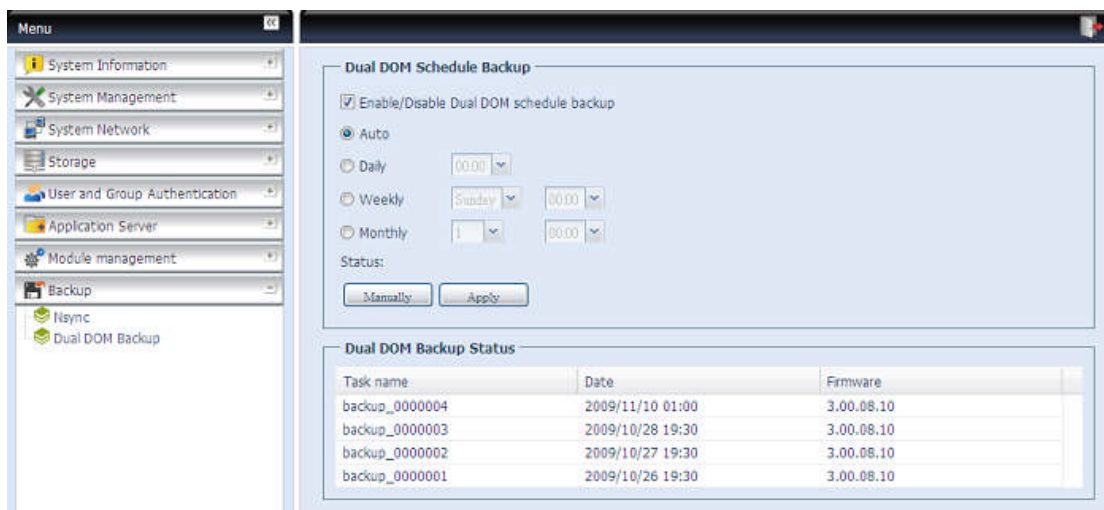 Menu
System Information
System Management
System Network
Storage
User and Group Authentication
Application Server
Module management
Backup
Nsync
Dual DOM Backup
Dual DOM Schedule Backup
Enable/Disable Dual DOM schedule backup
Auto
Daily 00:00
Weekly Sunday 00:00
Monthly 1 00:00
Status:
Manually Apply
Dual DOM Backup Status
Task name Date Firmware
backup_0000004 2009/11/10 01:00 3.00.08.10
backup_0000003 2009/10/28 19:30 3.00.08.10
backup_0000002 2009/10/27 19:30 3.00.08.10
backup_0000001 2009/10/26 19:30 3.00.08.10